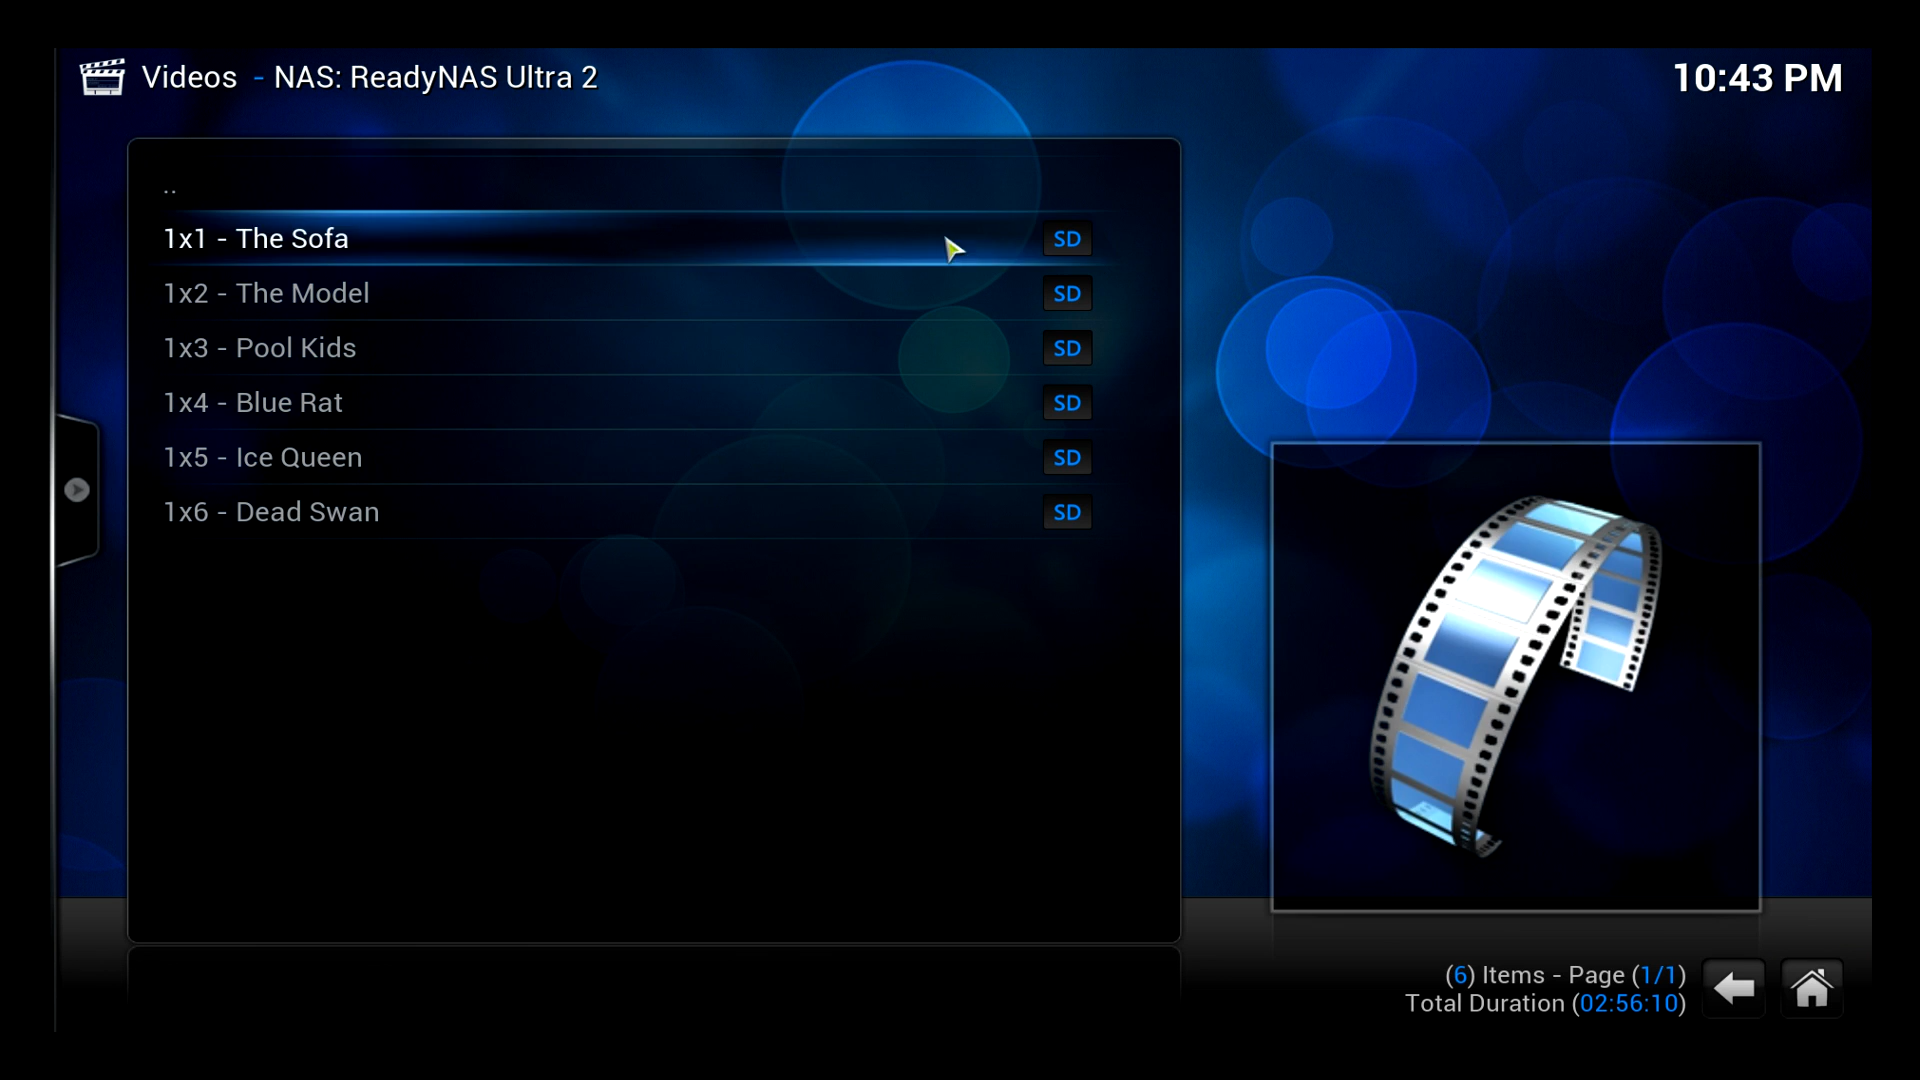 Videos - NAS: ReadyNAS Ultra 2
10:43 PM
..
1x1 - The Sofa SD
1x2 - The Model SD
1x3 - Pool Kids SD
1x4 - Blue Rat SD
1x5 - Ice Queen SD
1x6 - Dead Swan SD
(6) Items - Page (1/1)
Total Duration (02:56:10)